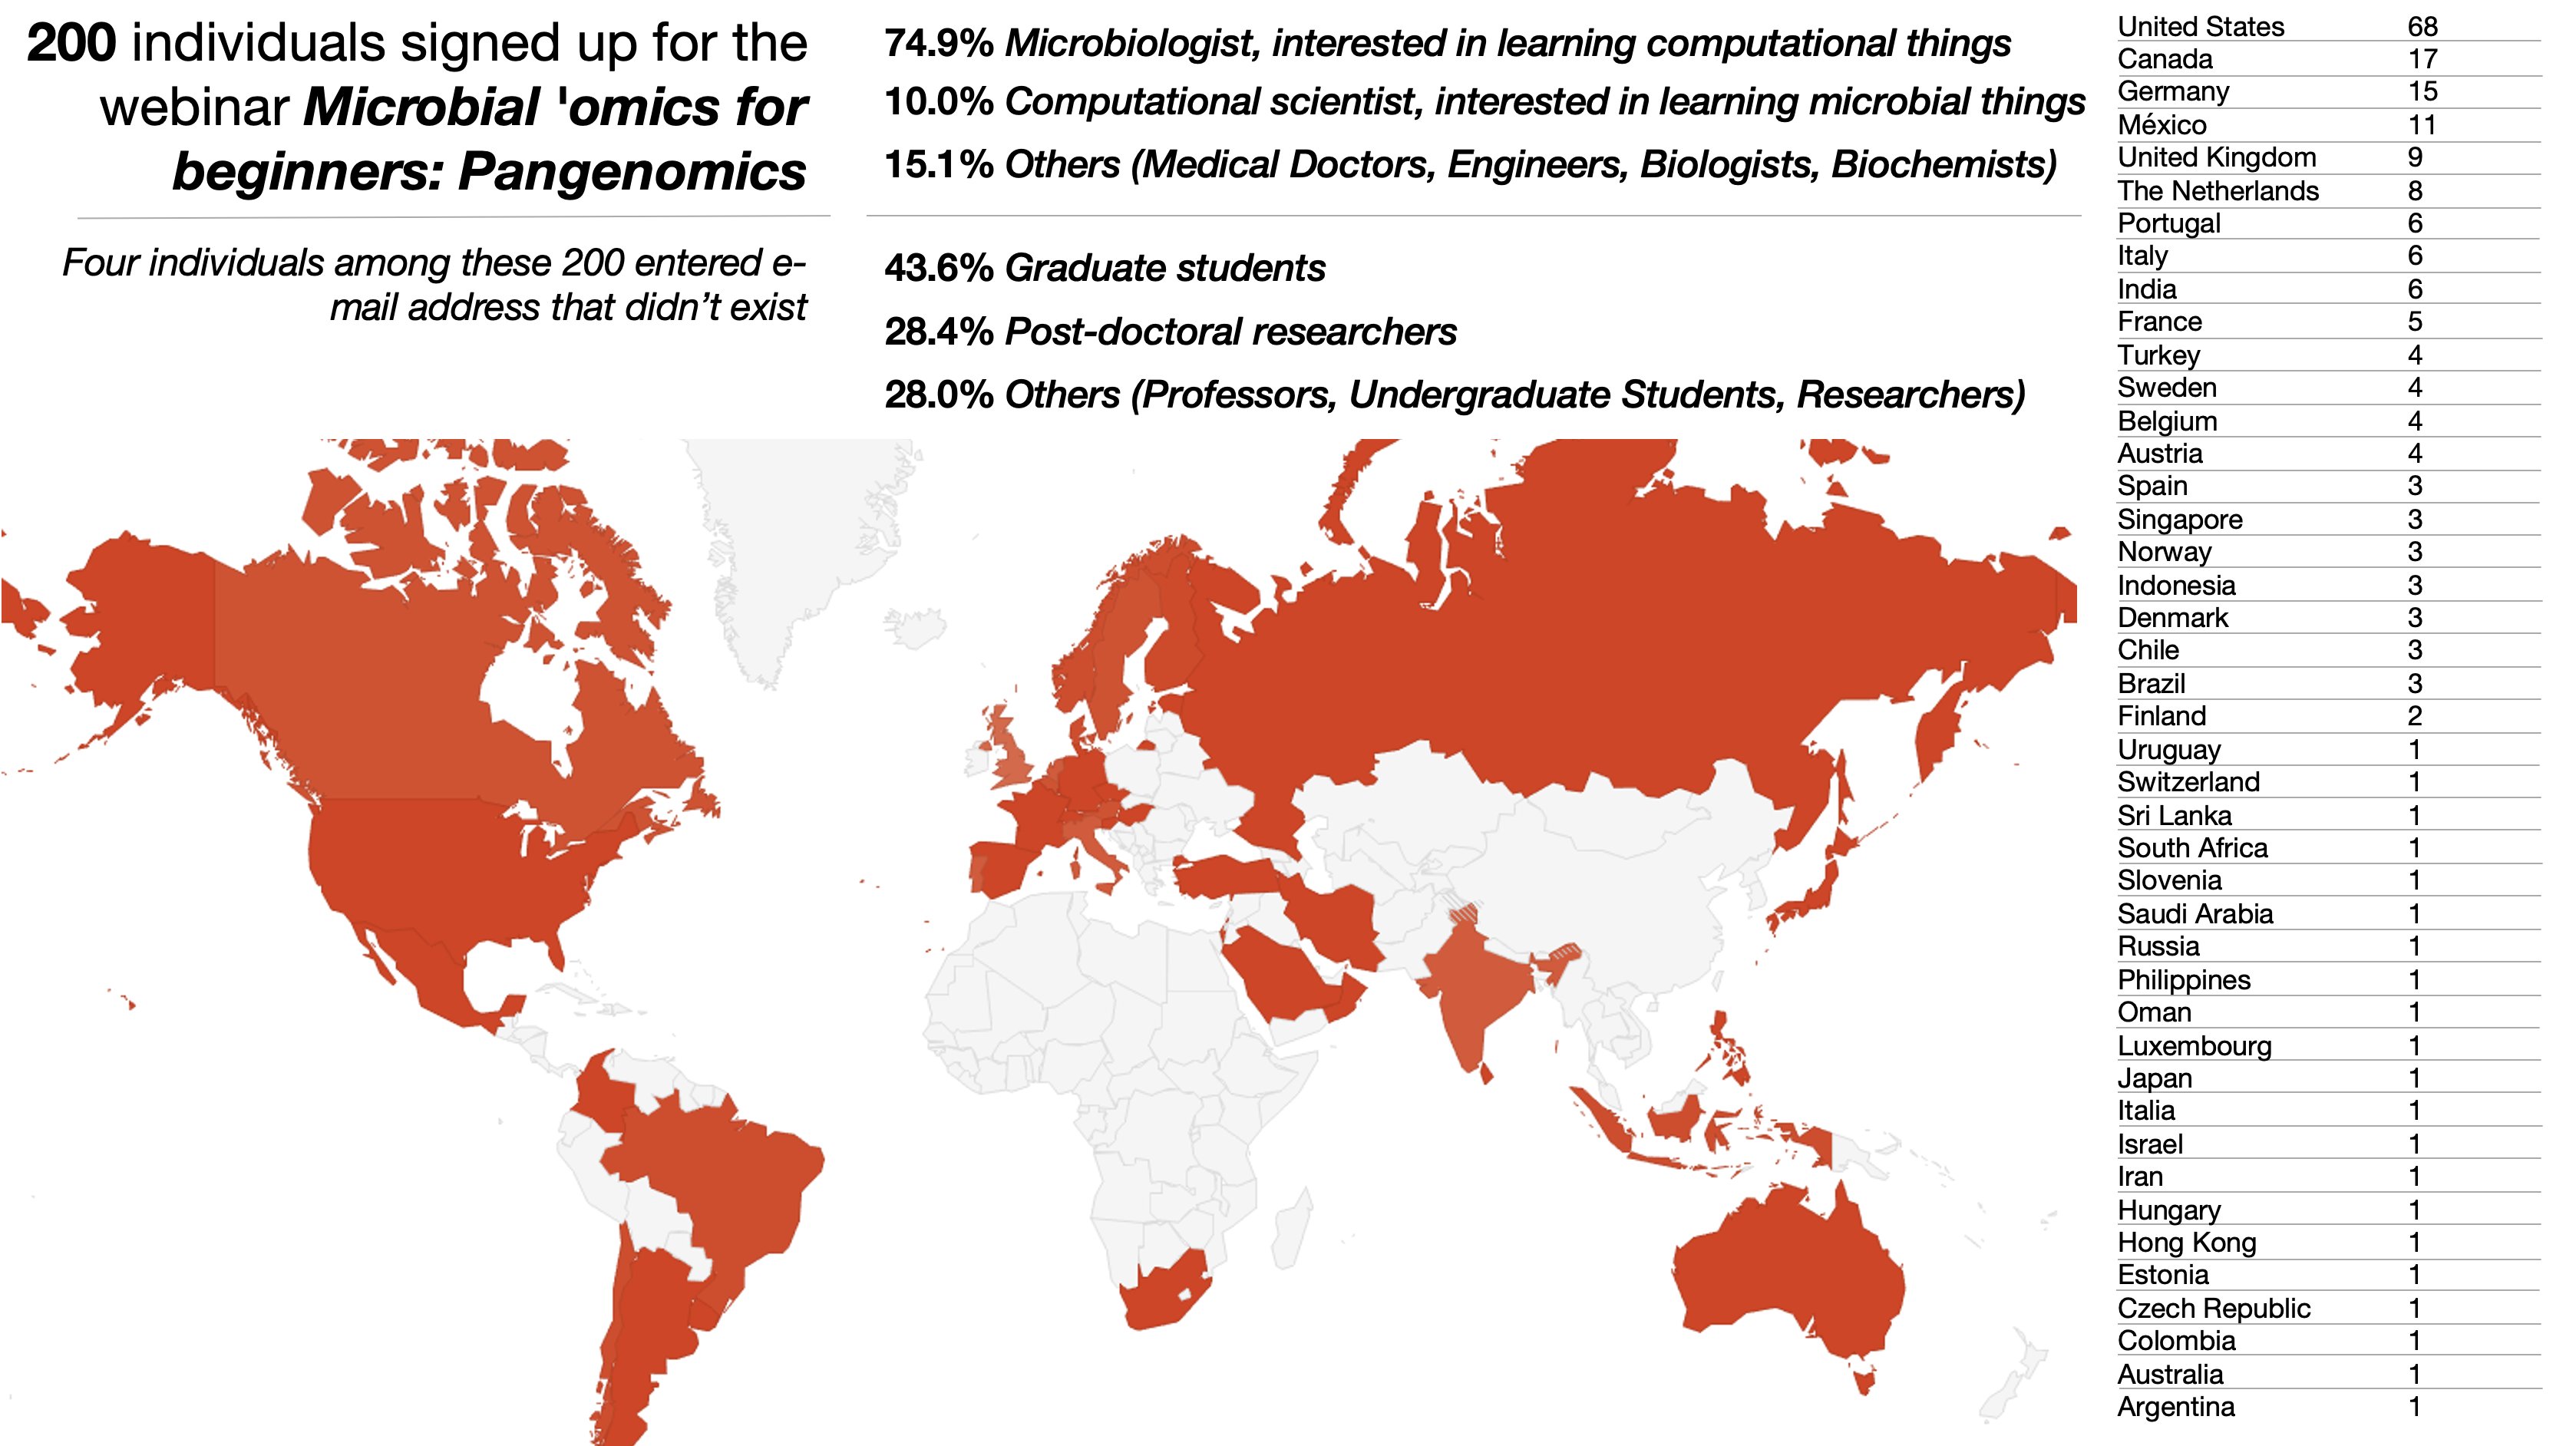 200 individuals signed up for the
webinar Microbial 'omics for
beginners: Pangenomics
Four individuals among these 200 entered e-
mail address that didn’t exist
74.9% Microbiologist, interested in learning computational things
10.0% Computational scientist, interested in learning microbial things
15.1% Others (Medical Doctors, Engineers, Biologists, Biochemists)
43.6% Graduate students
28.4% Post-doctoral researchers
28.0% Others (Professors, Undergraduate Students, Researchers)
United States 68
Canada 17
Germany 15
México 11
United Kingdom 9
The Netherlands 8
Portugal 6
Italy 6
India 6
France 5
Turkey 4
Sweden 4
Belgium 4
Austria 4
Spain 3
Singapore 3
Norway 3
Indonesia 3
Denmark 3
Chile 3
Brazil 3
Finland 2
Uruguay 1
Switzerland 1
Sri Lanka 1
South Africa 1
Slovenia 1
Saudi Arabia 1
Russia 1
Philippines 1
Oman 1
Luxembourg 1
Japan 1
Italia 1
Israel 1
Iran 1
Hungary 1
Hong Kong 1
Estonia 1
Czech Republic 1
Colombia 1
Australia 1
Argentina 1